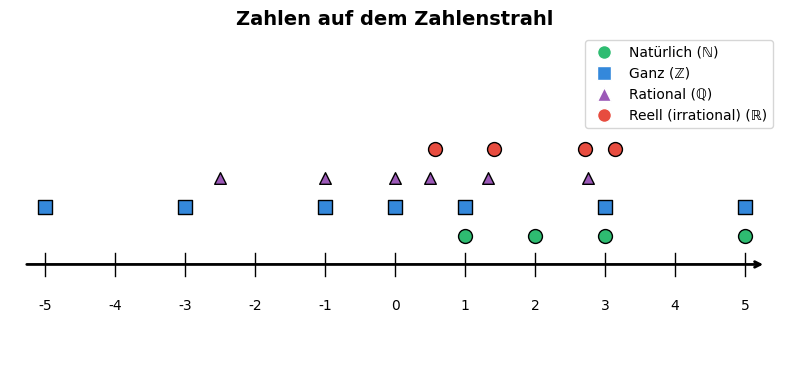 Zahlen auf dem Zahlenstrahl
Natürlich (ℕ)
Ganz (ℤ)
Rational (ℚ)
Reell (irrational) (ℝ)
-5 -4 -3 -2 -1 0 1 2 3 4 5